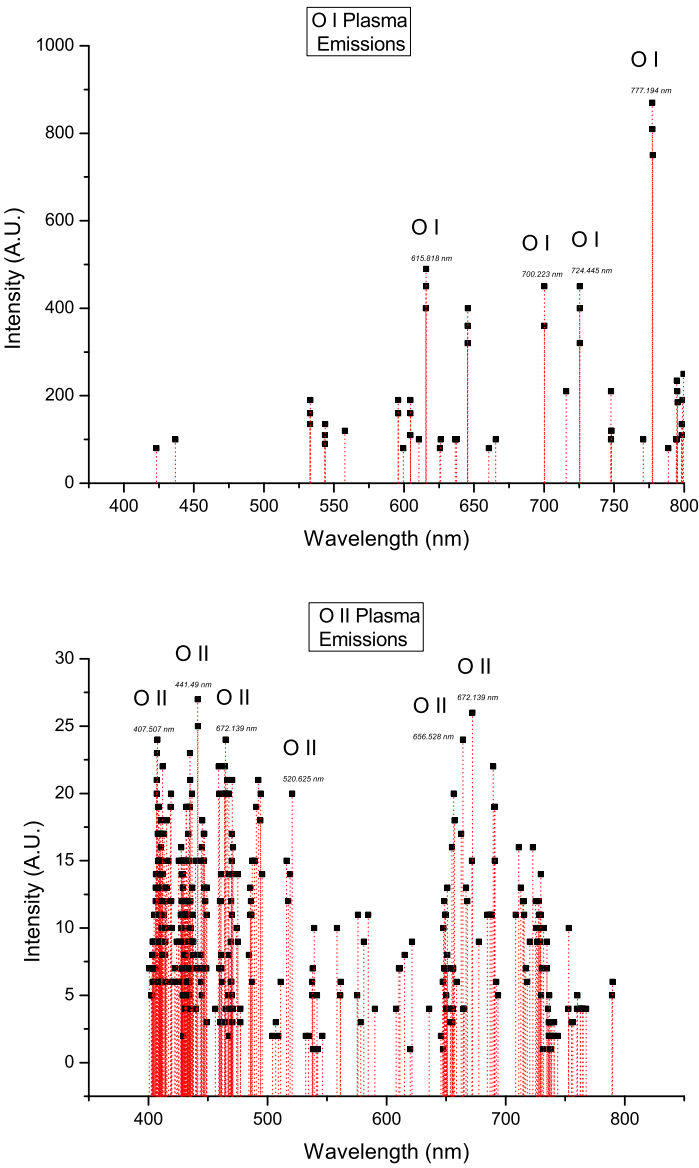 O I Plasma
Emissions
1000
800
600
400
200
0
Intensity (A.U.)
O I
777.194 nm
O I
615.818 nm
O I
700.223 nm
O I
724.445 nm
400 450 500 550 600 650 700 750 800
Wavelength (nm)
O II Plasma
Emissions
30
25
20
15
10
5
0
Intensity (A.U.)
O II
441.49 nm
O II
407.507 nm
O II
672.139 nm
O II
520.625 nm
O II
656.528 nm
O II
672.139 nm
400 500 600 700 800
Wavelength (nm)